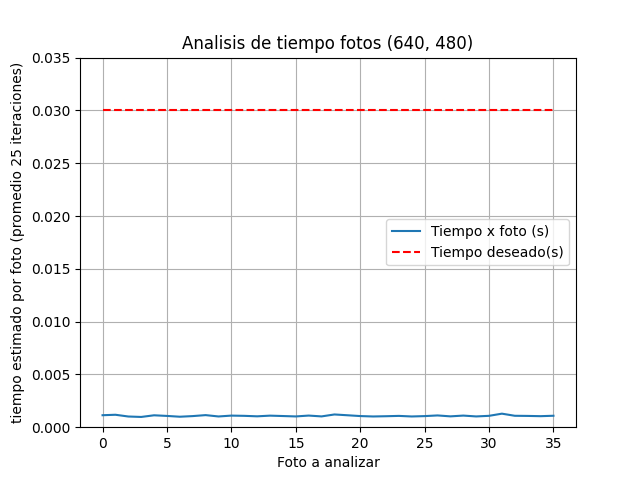 Analisis de tiempo fotos (640, 480)
tiempo estimado por foto (promedio 25 iteraciones)
0.035
0.030
0.025
0.020
0.015
0.010
0.005
0.000
Tiempo x foto (s)
Tiempo deseado(s)
0 5 10 15 20 25 30 35
Foto a analizar